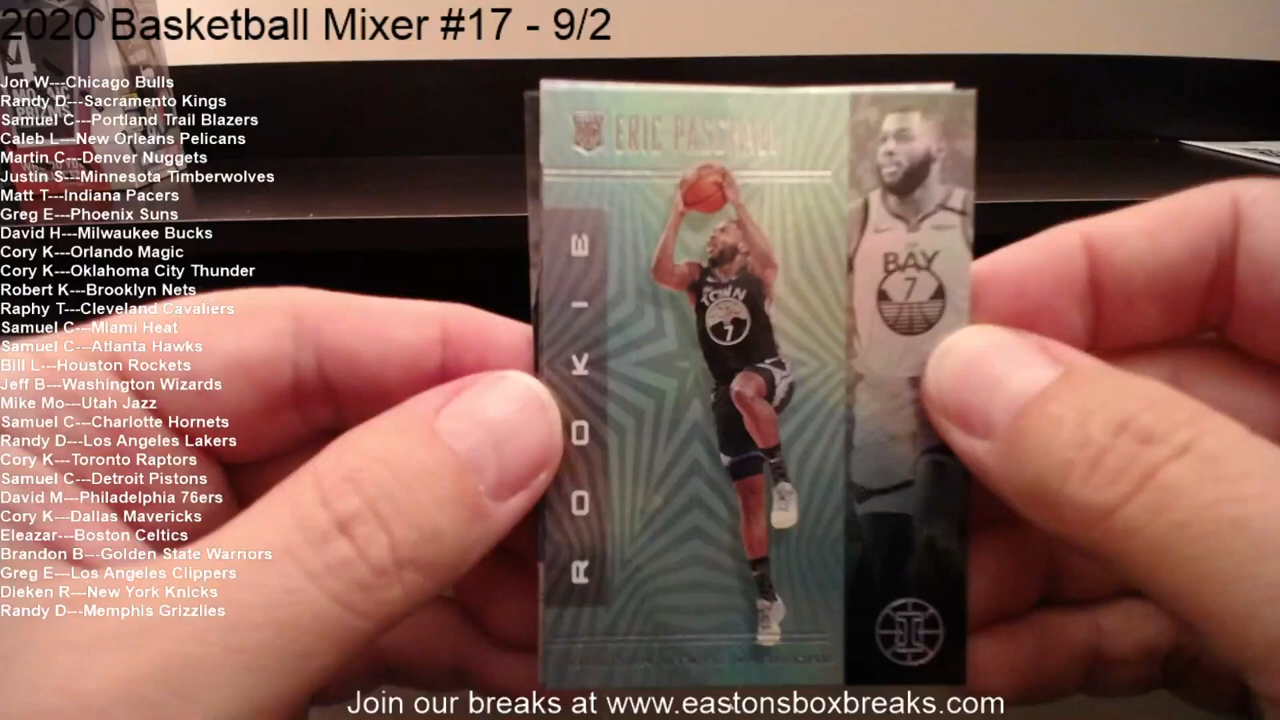 2020 Basketball Mixer #17 - 9/2
Jon W---Chicago Bulls
Randy D---Sacramento Kings
Samuel C---Portland Trail Blazers
Caleb L---New Orleans Pelicans
Martin C---Denver Nuggets
Justin S---Minnesota Timberwolves
Matt T---Indiana Pacers
Greg E---Phoenix Suns
David H---Milwaukee Bucks
Cory K---Orlando Magic
Cory K---Oklahoma City Thunder
Robert K---Brooklyn Nets
Raphy T---Cleveland Cavaliers
Samuel C---Miami Heat
Samuel C---Atlanta Hawks
Bill L---Houston Rockets
Jeff B---Washington Wizards
Mike Mo---Utah Jazz
Samuel C---Charlotte Hornets
Randy D---Los Angeles Lakers
Cory K---Toronto Raptors
Samuel C---Detroit Pistons
David M---Philadelphia 76ers
Cory K---Dallas Mavericks
Eleazar---Boston Celtics
Brandon B---Golden State Warriors
Greg E---Los Angeles Clippers
Dieken R---New York Knicks
Randy D---Memphis Grizzlies
ERIC PASCHALL
ROOKIE
TOWN
7
BAY
7
Join our breaks at www.eastonsboxbreaks.com